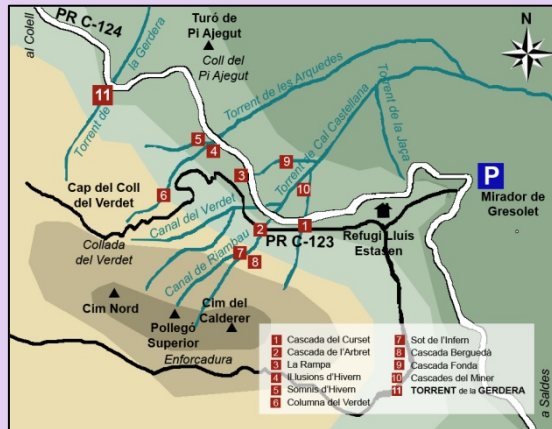 PR C-124
al Colell
Torrent de
la Gerdera
11
Turó de
Pi Ajegut
Coll del
Pi Ajegut
N
Torrent de les Arquedes
Torrent de la Jaça
5
4
9
3
Torrent de Cal Castellana
10
6
P
Mirador de
Gresolet
Cap del Coll
del Verdet
Canal del Verdet
1
2
PR C-123
Refugi Lluis
Estasen
Collada
del Verdet
Canal de Riambau
7
8
Cim Nord
Pollegó
Superior
Cim del
Calderer
Enforçadura
a Saldes
1 Cascada del Curset
2 Cascada de l'Arbret
3 La Rampa
4 Il.lusions d'Hivern
5 Somnis d'Hivern
6 Columna del Verdet
7 Sot de l'Infern
8 Cascada Berguedà
9 Cascada Fonda
10 Cascades del Miner
11 TORRENT de la GERDERA